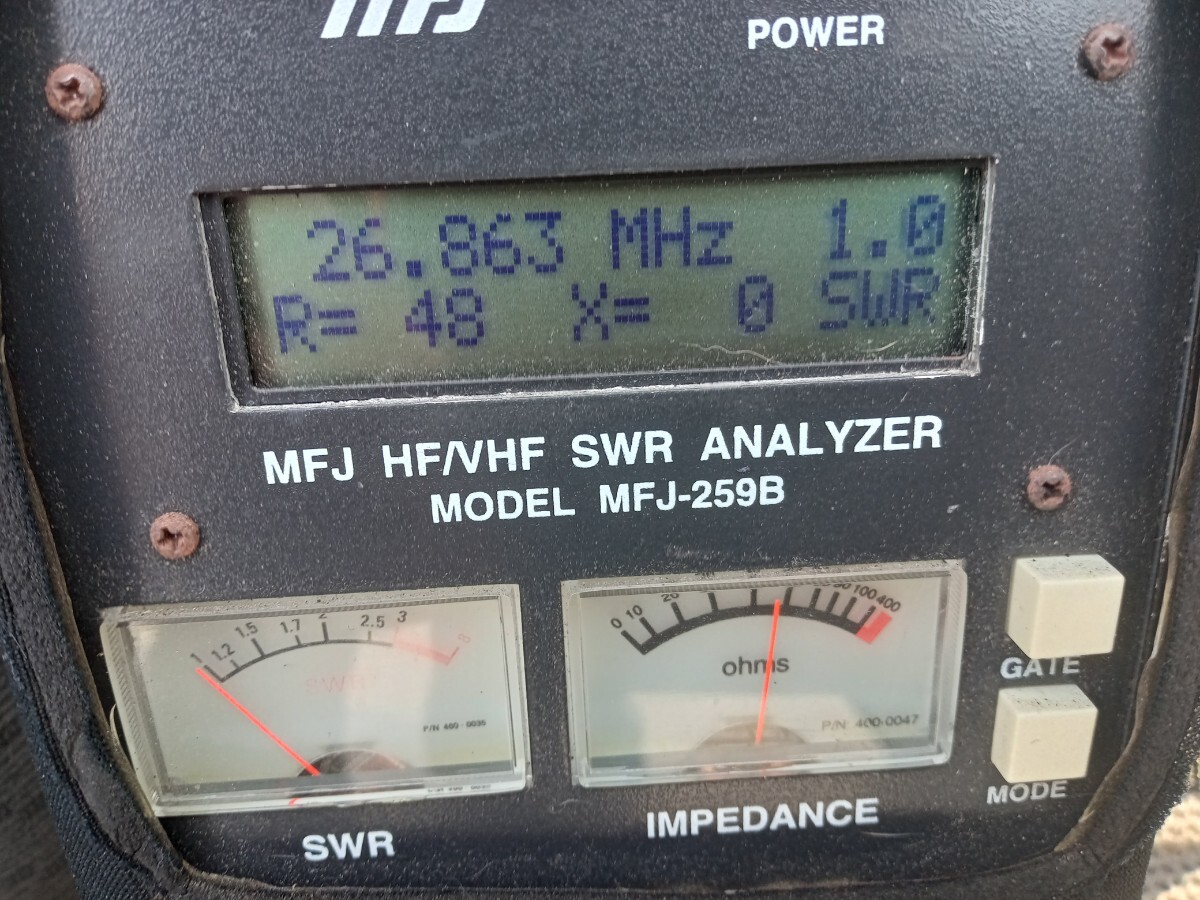 MFJ
POWER
26.863 MHz 1.0
R= 48 X= 0 SWR
MFJ HF/VHF SWR ANALYZER
MODEL MFJ-259B
1 1.2 1.5 1.7 2 2.5 3
SWR
P/N 400-0035
0 10 20 100 400
ohms
P/N: 400-0047
GATE
MODE
SWR
IMPEDANCE